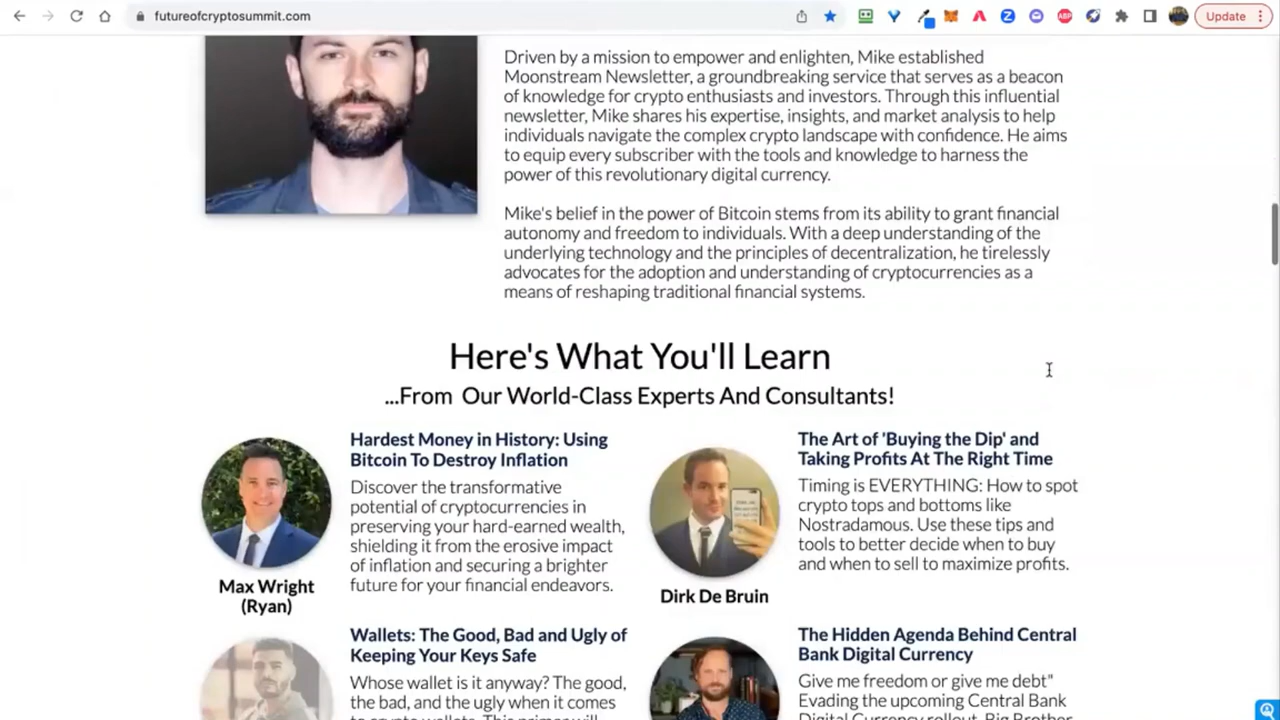 futureofcryptosummit.com
Update
Driven by a mission to empower and enlighten, Mike established
Moonstream Newsletter, a groundbreaking service that serves as a beacon
of knowledge for crypto enthusiasts and investors. Through this influential
newsletter, Mike shares his expertise, insights, and market analysis to help
individuals navigate the complex crypto landscape with confidence. He aims
to equip every subscriber with the tools and knowledge to harness the
power of this revolutionary digital currency.
Mike's belief in the power of Bitcoin stems from its ability to grant financial
autonomy and freedom to individuals. With a deep understanding of the
underlying technology and the principles of decentralization, he tirelessly
advocates for the adoption and understanding of cryptocurrencies as a
means of reshaping traditional financial systems.
Here's What You'll Learn
...From Our World-Class Experts And Consultants!
Hardest Money in History: Using
Bitcoin To Destroy Inflation
Discover the transformative
potential of cryptocurrencies in
preserving your hard-earned wealth,
shielding it from the erosive impact
of inflation and securing a brighter
future for your financial endeavors.
Max Wright
(Ryan)
The Art of 'Buying the Dip' and
Taking Profits At The Right Time
Timing is EVERYTHING: How to spot
crypto tops and bottoms like
Nostradamous. Use these tips and
tools to better decide when to buy
and when to sell to maximize profits.
Dirk De Bruin
Wallets: The Good, Bad and Ugly of
Keeping Your Keys Safe
Whose wallet is it anyway? The good,
the bad, and the ugly when it comes
to crypto wallets. This primer will
The Hidden Agenda Behind Central
Bank Digital Currency
Give me freedom or give me debt"
Evading the upcoming Central Bank
Digital Currency rollout. Big Brother